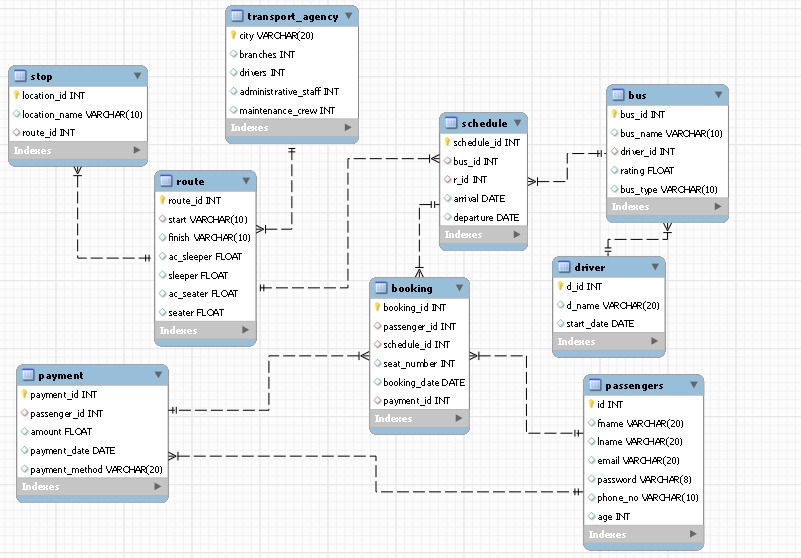 transport_agency
city VARCHAR(20)
branches INT
drivers INT
administrative_staff INT
maintenance_crew INT
Indexes
stop
location_id INT
location_name VARCHAR(10)
route_id INT
Indexes
bus
bus_id INT
bus_name VARCHAR(10)
driver_id INT
rating FLOAT
bus_type VARCHAR(10)
Indexes
schedule
schedule_id INT
bus_id INT
r_id INT
arrival DATE
departure DATE
Indexes
route
route_id INT
start VARCHAR(10)
finish VARCHAR(10)
ac_sleeper FLOAT
sleeper FLOAT
ac_seater FLOAT
seater FLOAT
Indexes
driver
d_id INT
d_name VARCHAR(20)
start_date DATE
Indexes
booking
booking_id INT
passenger_id INT
schedule_id INT
seat_number INT
booking_date DATE
payment_id INT
Indexes
payment
payment_id INT
passenger_id INT
amount FLOAT
payment_date DATE
payment_method VARCHAR(20)
Indexes
passengers
id INT
fname VARCHAR(20)
lname VARCHAR(20)
email VARCHAR(20)
password VARCHAR(8)
phone_no VARCHAR(10)
age INT
Indexes